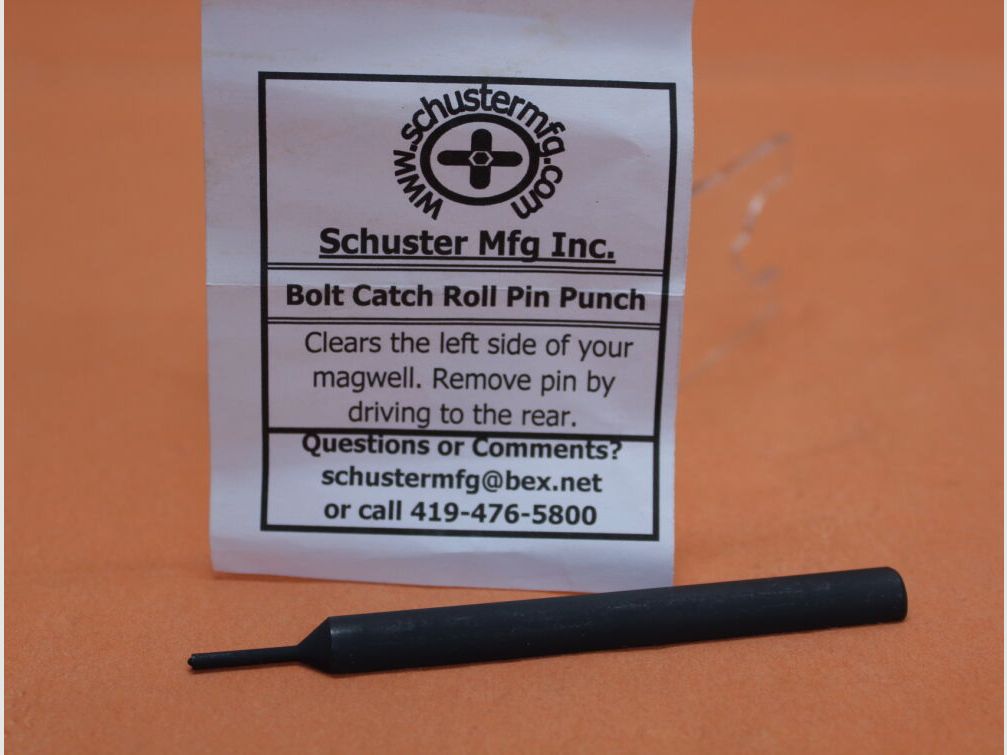 www.schustermfg.com
Schuster Mfg Inc.
Bolt Catch Roll Pin Punch
Clears the left side of your
magwell. Remove pin by
driving to the rear.
Questions or Comments?
schustermfg@bex.net
or call 419-476-5800